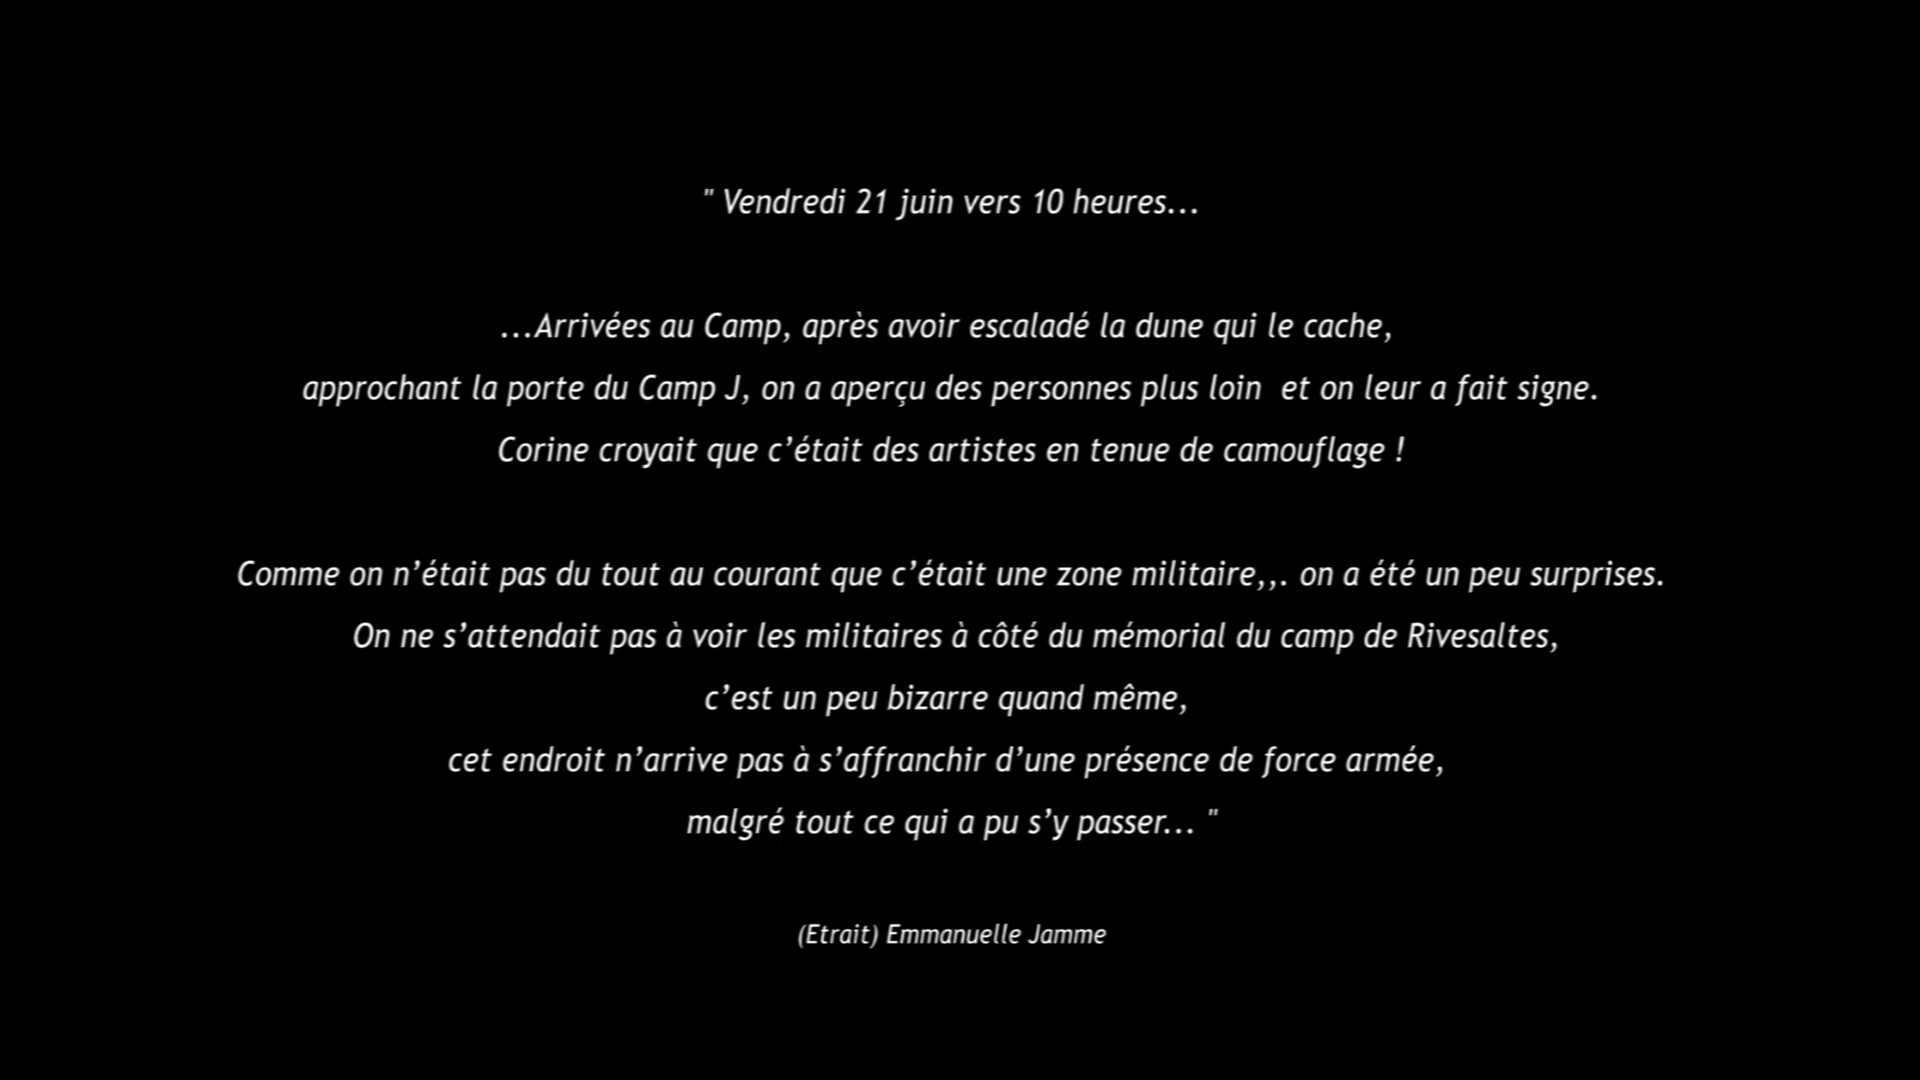 " Vendredi 21 juin vers 10 heures...
...Arrivées au Camp, après avoir escaladé la dune qui le cache,
approchant la porte du Camp J, on a aperçu des personnes plus loin  et on leur a fait signe.
Corine croyait que c’était des artistes en tenue de camouflage !
Comme on n’était pas du tout au courant que c’était une zone militaire,,. on a été un peu surprises.
On ne s’attendait pas à voir les militaires à côté du mémorial du camp de Rivesaltes,
c’est un peu bizarre quand même,
cet endroit n’arrive pas à s’affranchir d’une présence de force armée,
malgré tout ce qui a pu s’y passer... "
(Etrait) Emmanuelle Jamme